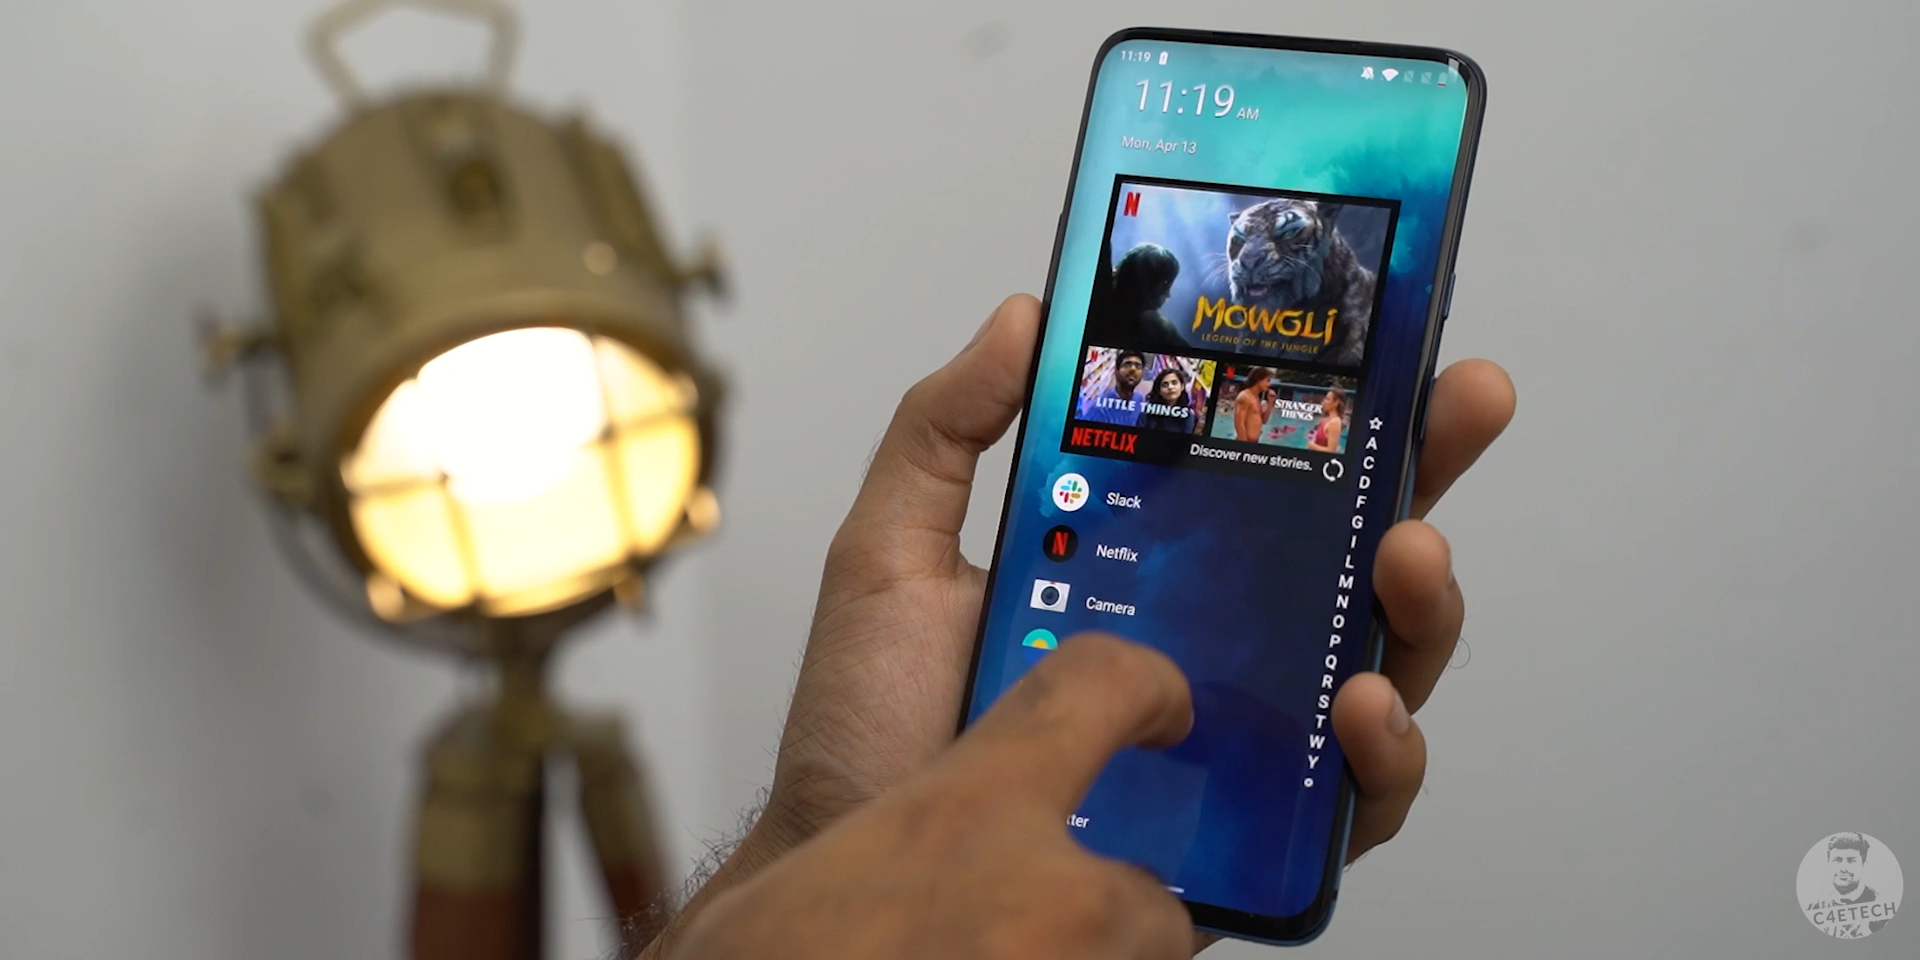 11:19
11:19 AM
Mon, Apr 13
N
MOWGLI
LEGEND OF THE JUNGLE
N
LITTLE THINGS
N
STRANGER
THINGS
NETFLIX
Discover new stories.
Slack
N
Netflix
Camera
tter
A
C
D
F
G
I
L
M
N
O
P
Q
R
S
T
W
Y
C4ETECH